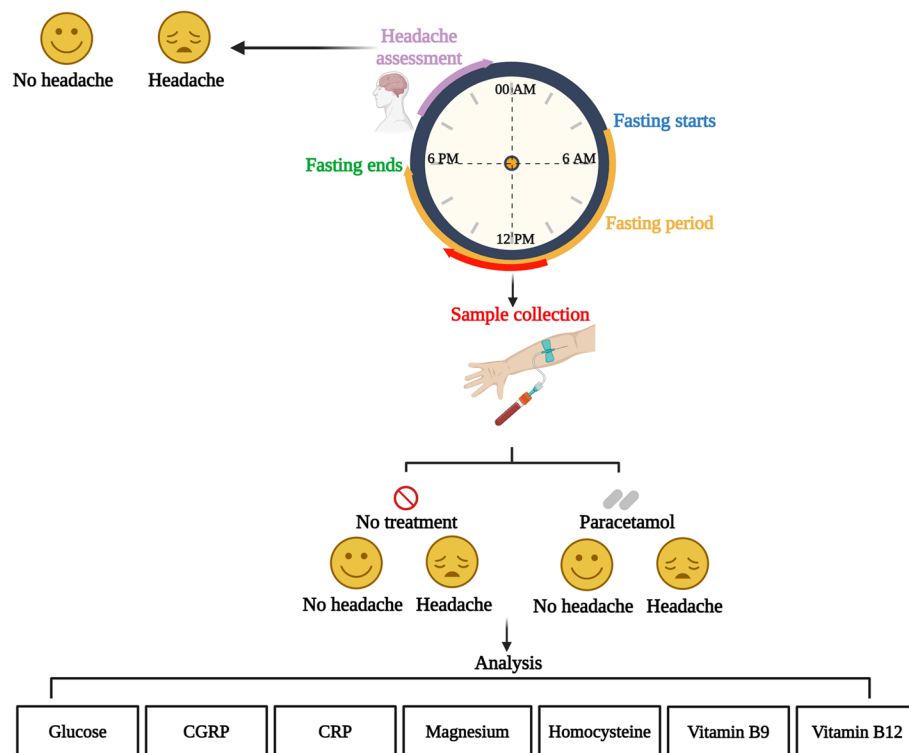 Headache
assessment
No headache
Headache
00 AM
Fasting starts
Fasting ends
6 PM
6 AM
Fasting period
12 PM
Sample collection
No treatment
Paracetamol
No headache
Headache
No headache
Headache
Analysis
Glucose
CGRP
CRP
Magnesium
Homocysteine
Vitamin B9
Vitamin B12